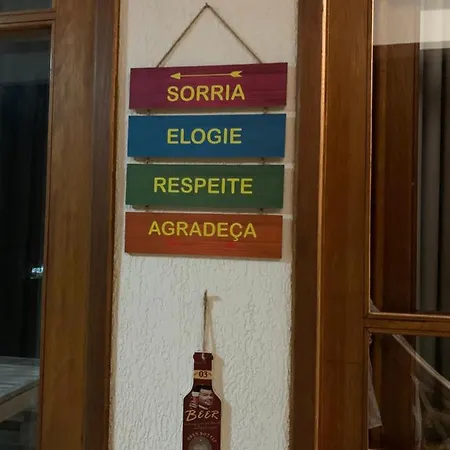 SORRIA
ELOGIE
RESPEITE
AGRADEÇA
03
BEER